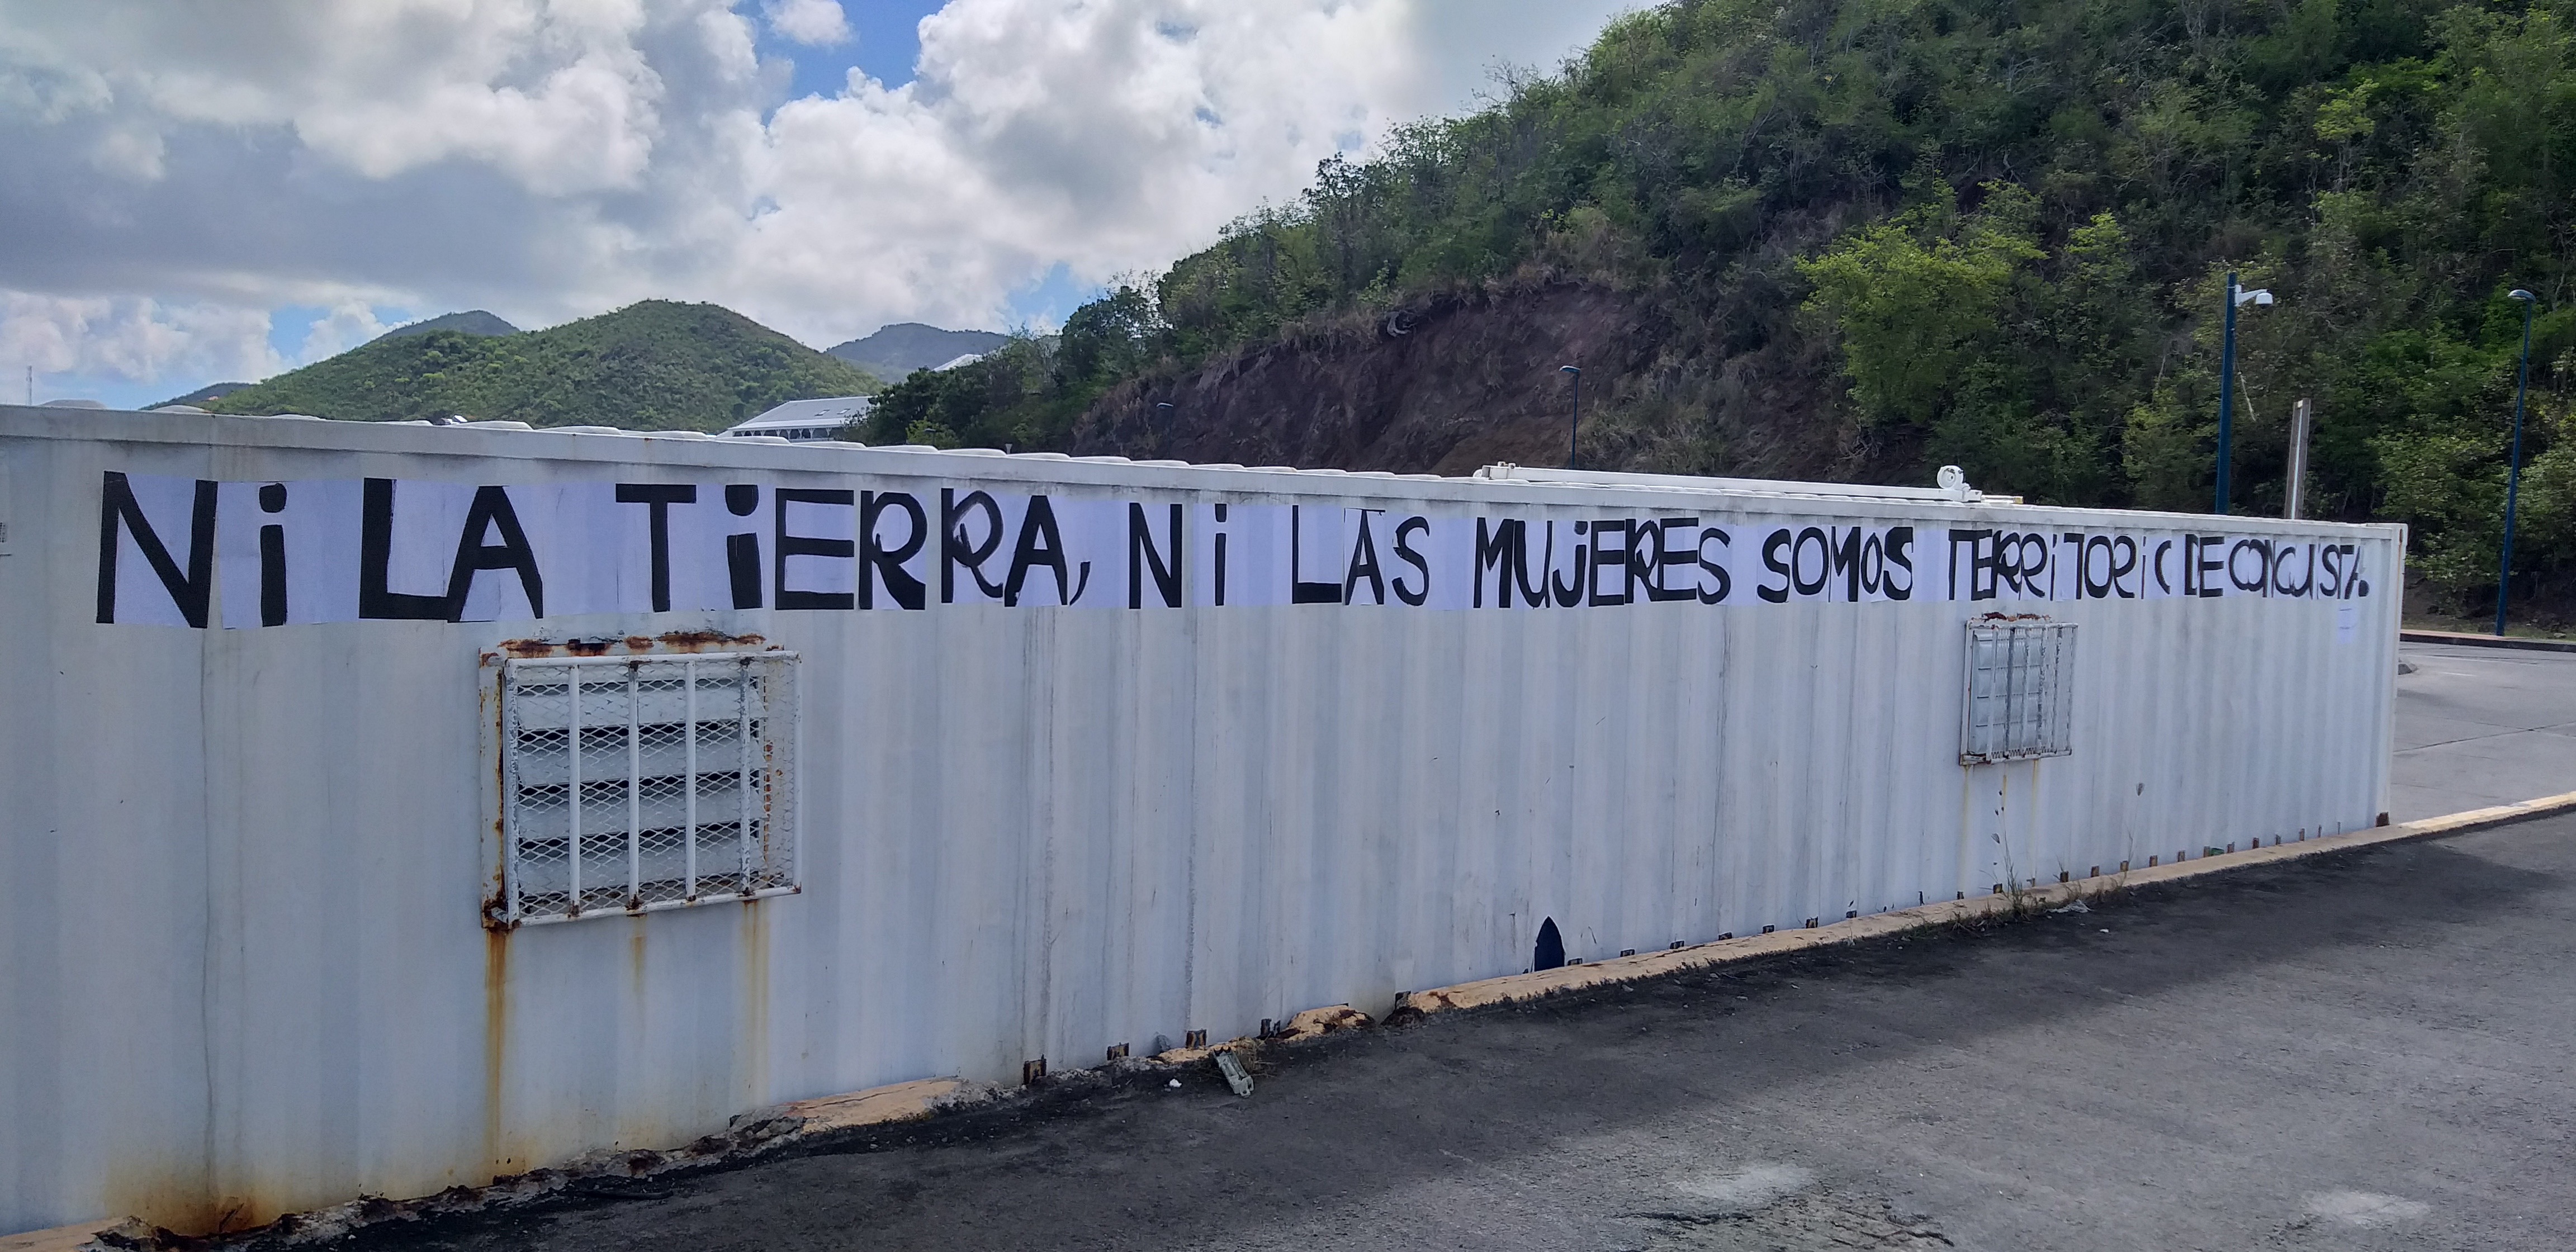 Ni LA TiERRA, Ni LAS MUJERES SOMOS TERRiTORiO DE CONQUiSTA.